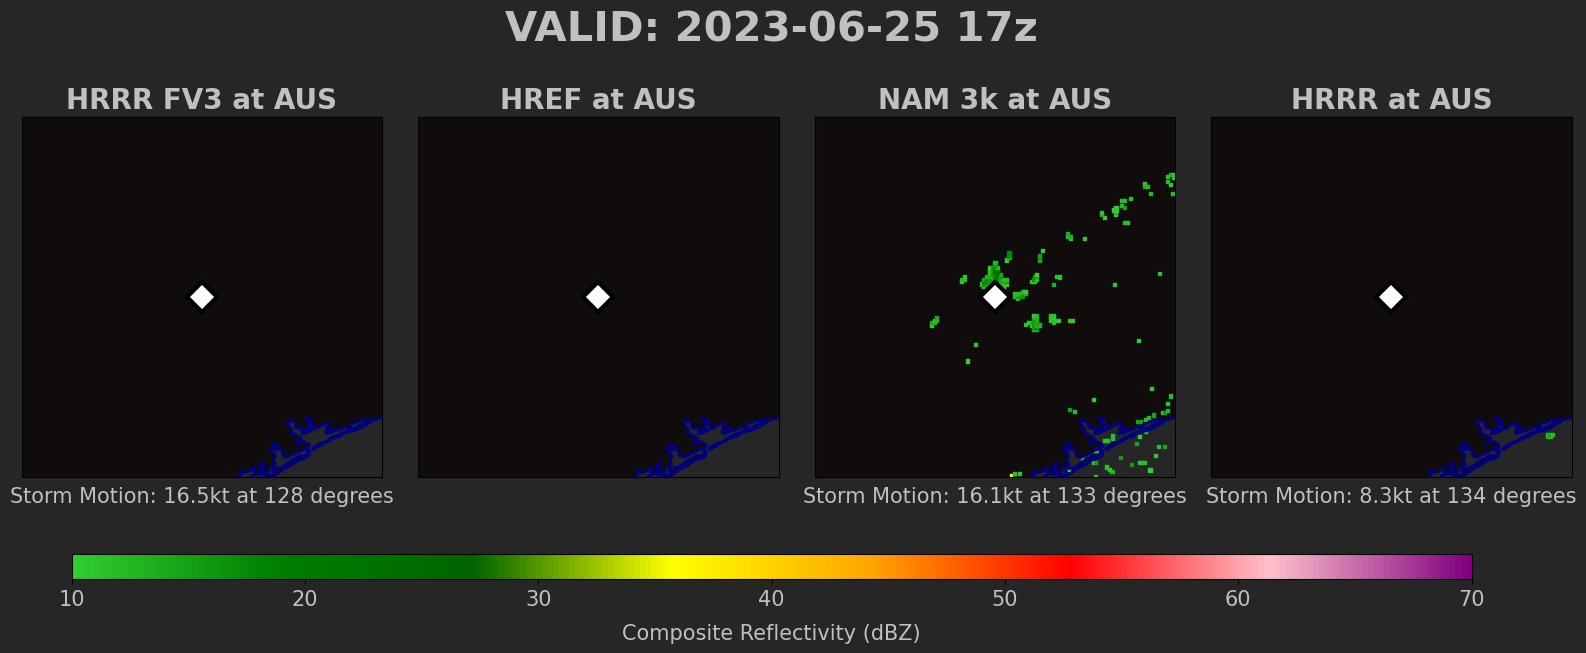 VALID: 2023-06-25 17z
HRRR FV3 at AUS
HREF at AUS
NAM 3k at AUS
HRRR at AUS
Storm Motion: 16.5kt at 128 degrees
Storm Motion: 16.1kt at 133 degrees
Storm Motion: 8.3kt at 134 degrees
10 20 30 40 50 60 70
Composite Reflectivity (dBZ)